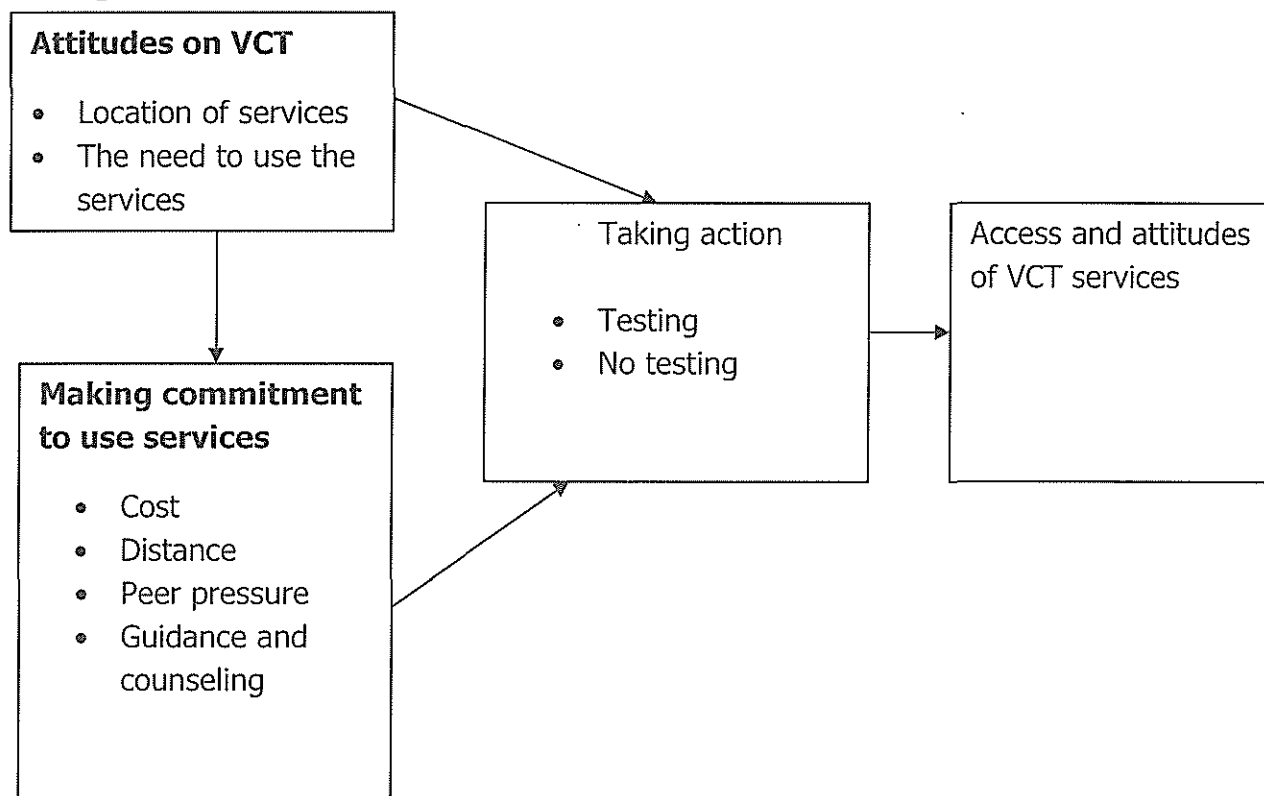 Attitudes on VCT
• Location of services
• The need to use the
services
Making commitment
to use services
• Cost
• Distance
• Peer pressure
• Guidance and
counseling
Taking action
• Testing
• No testing
Access and attitudes
of VCT services